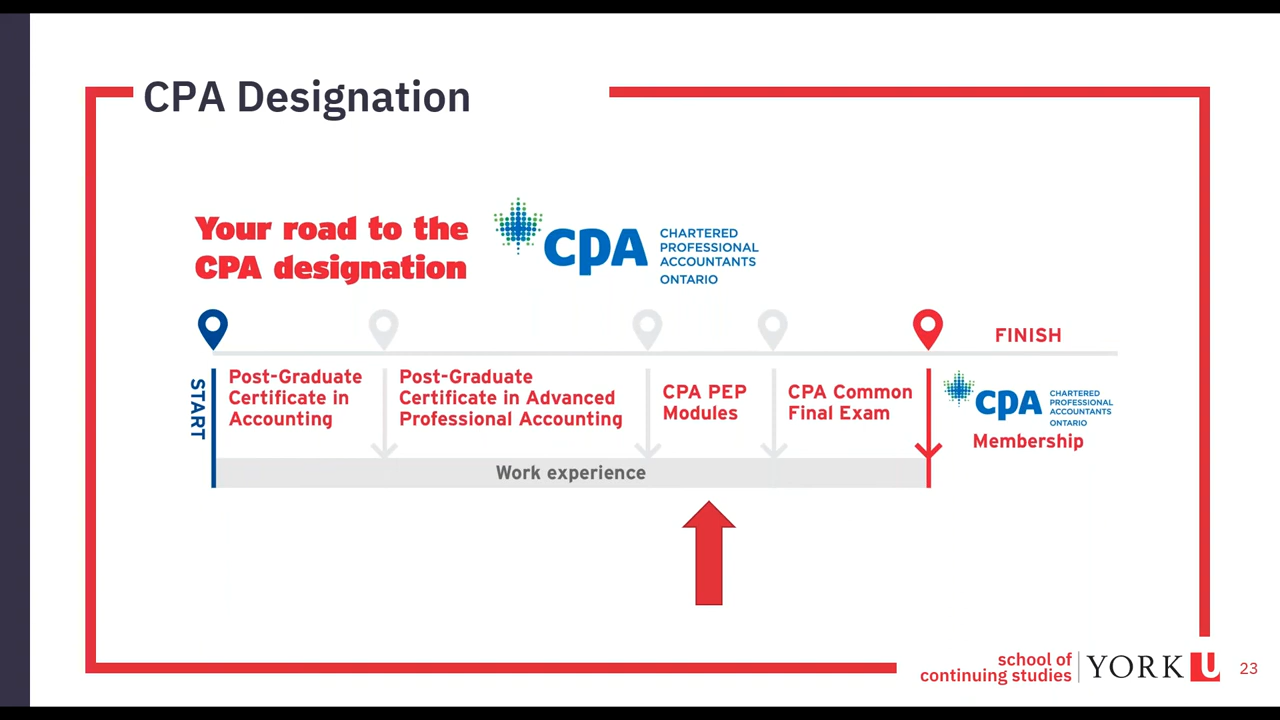 CPA Designation
Your road to the
CPA designation
cpa
CHARTERED
PROFESSIONAL
ACCOUNTANTS
ONTARIO
FINISH
START
Post-Graduate
Certificate in
Accounting
Post-Graduate
Certificate in Advanced
Professional Accounting
CPA PEP
Modules
CPA Common
Final Exam
cpa
CHARTERED
PROFESSIONAL
ACCOUNTANTS
ONTARIO
Membership
Work experience
school of
continuing studies
YORK U
23